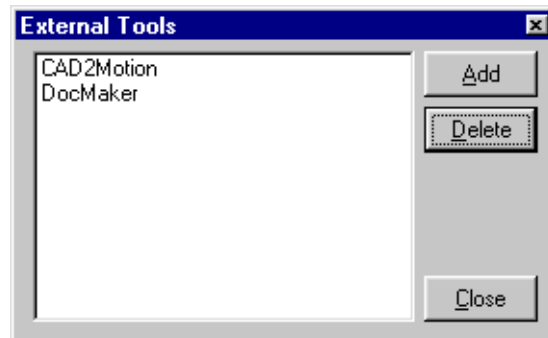 External Tools
CAD2Motion
DocMaker
Add
Delete
Close